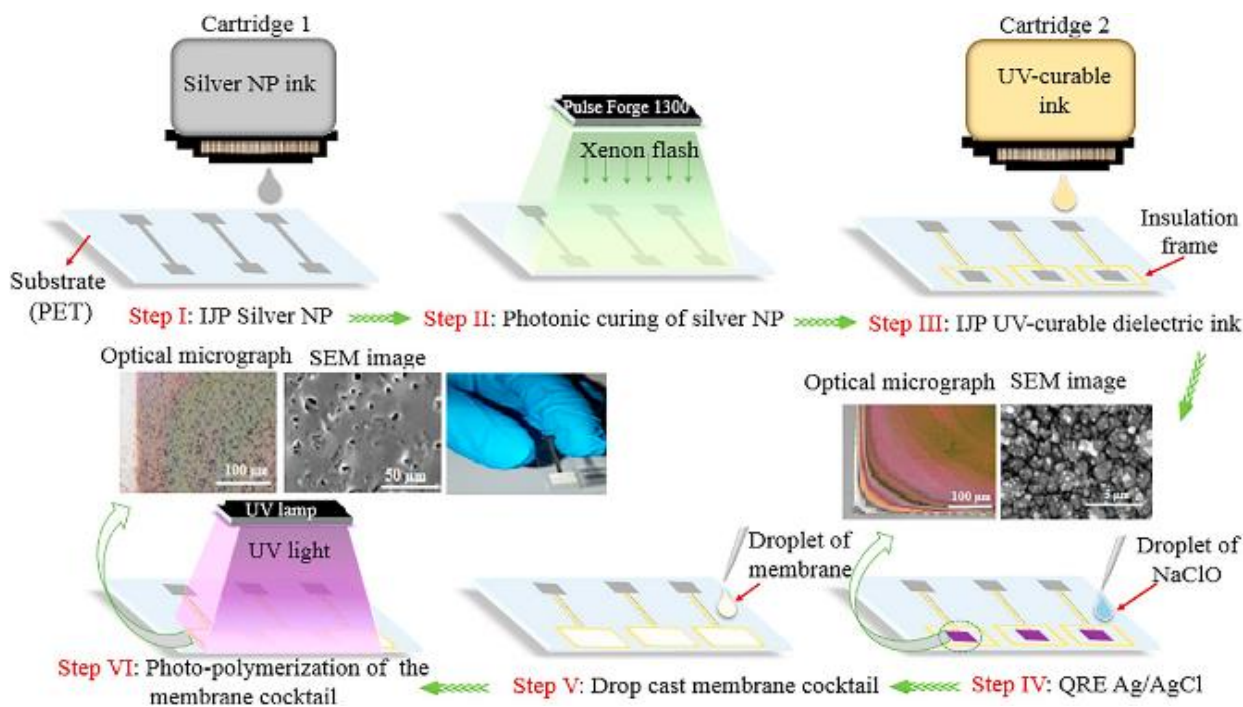 Cartridge 1
Silver NP ink
Substrate
(PET)
Step I: IJP Silver NP
Pulse Forge 1300
Xenon flash
Step II: Photonic curing of silver NP
Cartridge 2
UV-curable
ink
Insulation
frame
Step III: IJP UV-curable dielectric ink
Optical micrograph
100 μm
SEM image
5 μm
Droplet of
NaClO
Step IV: QRE Ag/AgCl
Droplet of
membrane
Step V: Drop cast membrane cocktail
Optical micrograph
100 μm
SEM image
50 μm
UV lamp
UV light
Step VI: Photo-polymerization of the
membrane cocktail